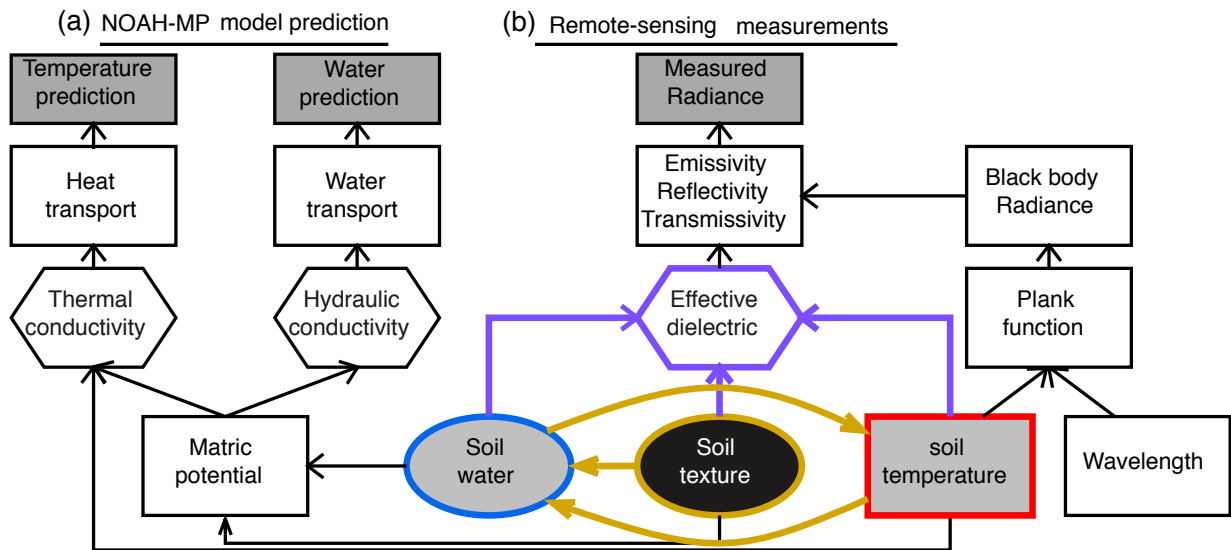 (a) NOAH-MP model prediction
(b) Remote-sensing measurements
Temperature
prediction
Water
prediction
Measured
Radiance
Heat
transport
Water
transport
Emissivity
Reflectivity
Transmissivity
Black body
Radiance
Thermal
conductivity
Hydraulic
conductivity
Effective
dielectric
Plank
function
Matric
potential
Soil
water
Soil
texture
soil
temperature
Wavelength